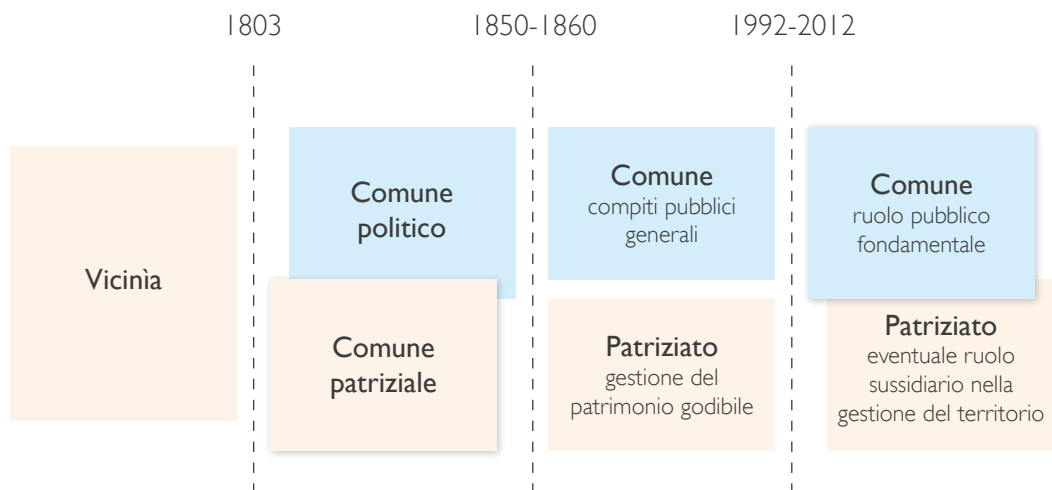 1803
1850-1860
1992-2012
Vicinìa
Comune
politico
Comune
patriziale
Comune
compiti pubblici
generali
Patriziato
gestione del
patrimonio godibile
Comune
ruolo pubblico
fondamentale
Patriziato
eventuale ruolo
sussidiario nella
gestione del territorio